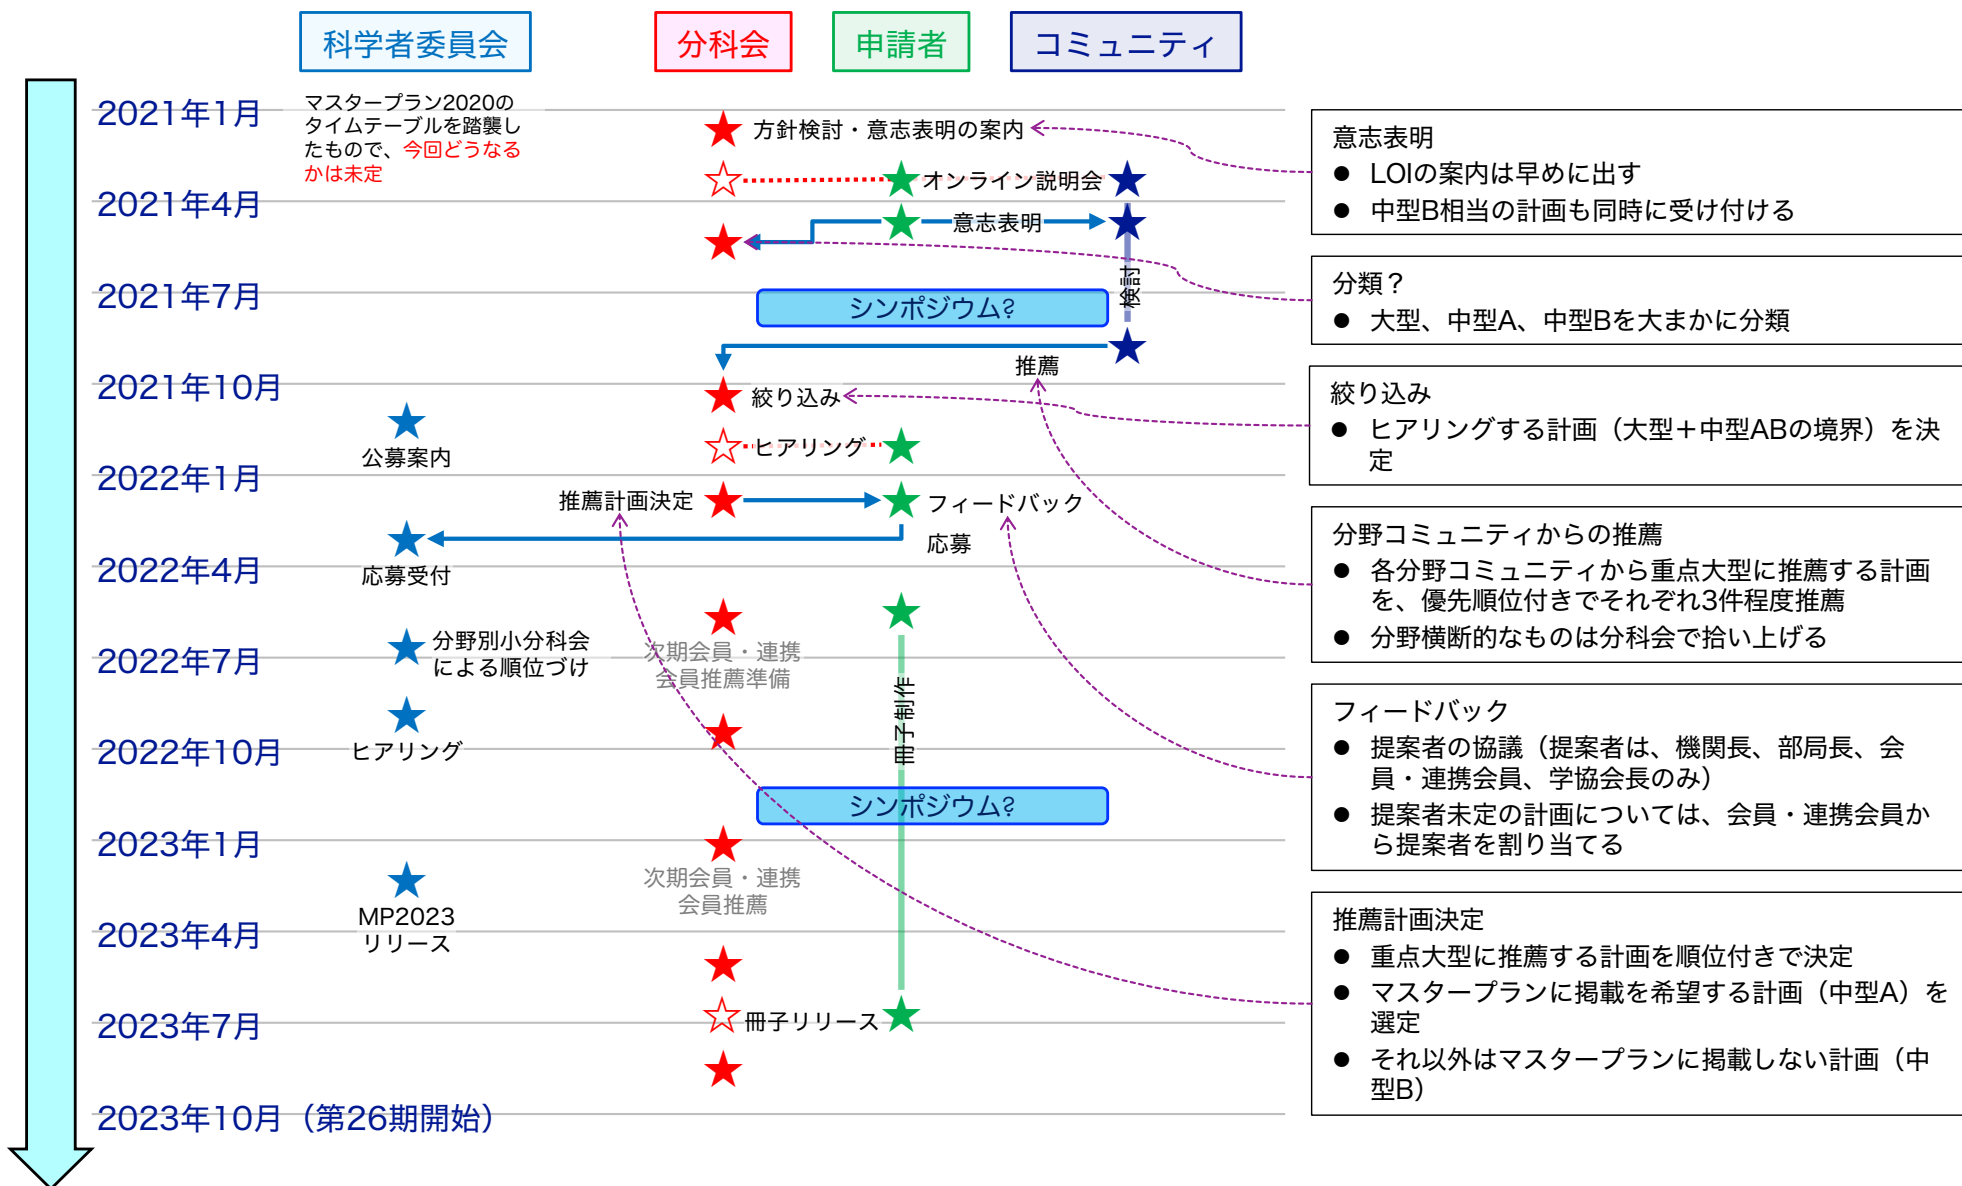 科学者委員会
分科会
申請者
コミュニティ
2021年1月
マスタープラン2020の
タイムテーブルを踏襲し
たもので、今回どうなる
かは未定
方針検討・意志表明の案内
オンライン説明会
2021年4月
意志表明
検討
2021年7月
シンポジウム?
推薦
2021年10月
絞り込み
公募案内
ヒアリング
2022年1月
推薦計画決定
フィードバック
応募
2022年4月
応募受付
分野別小分科会
による順位づけ
2022年7月
次期会員・連携
会員推薦準備
冊子制作
2022年10月
ヒアリング
シンポジウム?
2023年1月
次期会員・連携
会員推薦
MP2023
リリース
2023年4月
2023年7月
冊子リリース
2023年10月（第26期開始）
意志表明
● LOIの案内は早めに出す
● 中型B相当の計画も同時に受け付ける
分類？
● 大型、中型A、中型Bを大まかに分類
絞り込み
● ヒアリングする計画（大型＋中型ABの境界）を決
定
分野コミュニティからの推薦
● 各分野コミュニティから重点大型に推薦する計画
を、優先順位付きでそれぞれ3件程度推薦
● 分野横断的なものは分科会で拾い上げる
フィードバック
● 提案者の協議（提案者は、機関長、部局長、会
員・連携会員、学協会長のみ）
● 提案者未定の計画については、会員・連携会員か
ら提案者を割り当てる
推薦計画決定
● 重点大型に推薦する計画を順位付きで決定
● マスタープランに掲載を希望する計画（中型A）を
選定
● それ以外はマスタープランに掲載しない計画（中
型B）